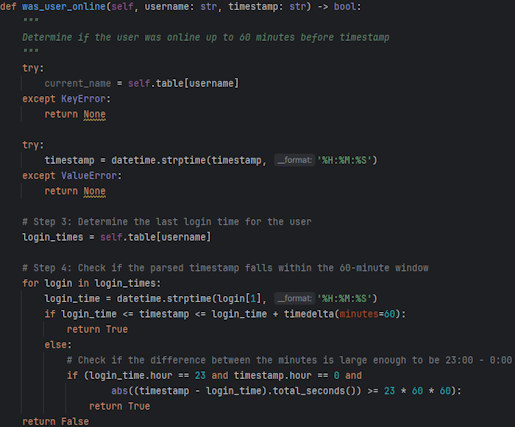 def was_user_online(self, username: str, timestamp: str) -> bool:
"""
Determine if the user was online up to 60 minutes before timestamp
"""
try:
current_name = self.table[username]
except KeyError:
return None
try:
timestamp = datetime.strptime(timestamp, __format: '%H:%M:%S')
except ValueError:
return None
# Step 3: Determine the last login time for the user
login_times = self.table[username]
# Step 4: Check if the parsed timestamp falls within the 60-minute window
for login in login_times:
login_time = datetime.strptime(login[1], __format: '%H:%M:%S')
if login_time <= timestamp <= login_time + timedelta(minutes=60):
return True
else:
# Check if the difference between the minutes is large enough to be 23:00 - 0:00
if (login_time.hour == 23 and timestamp.hour == 0 and
abs((timestamp - login_time).total_seconds()) >= 23 * 60 * 60):
return True
return False